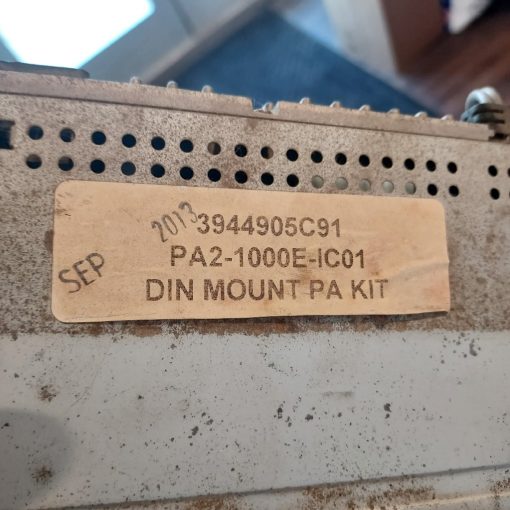 SEP 2013
3944905C91
PA2-1000E-IC01
DIN MOUNT PA KIT